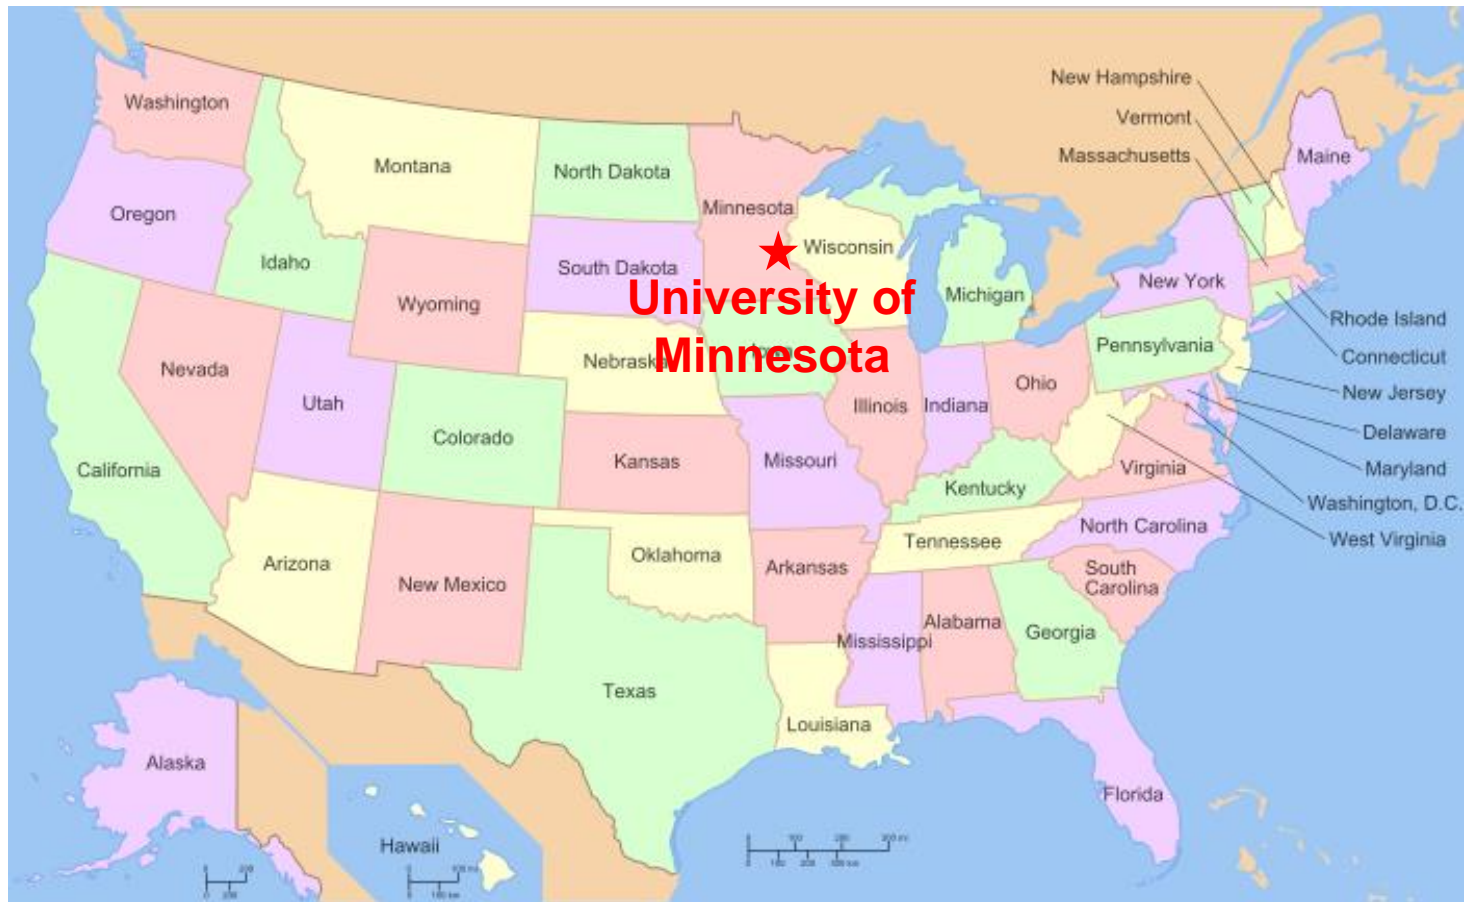 New Hampshire
Washington
Vermont
Massachusetts
Maine
Montana
North Dakota
Minnesota
Oregon
Wisconsin
Idaho
South Dakota
New York
Michigan
Wyoming
University of
Minnesota
Rhode Island
Pennsylvania
Connecticut
Nebraska
Iowa
Nevada
Ohio
New Jersey
Utah
Illinois
Indiana
Delaware
Colorado
California
Kansas
Missouri
Virginia
Maryland
Kentucky
Washington, D.C.
North Carolina
West Virginia
Tennessee
Oklahoma
Arizona
New Mexico
Arkansas
South
Carolina
Alabama
Georgia
Mississippi
Texas
Louisiana
Alaska
Florida
Hawaii